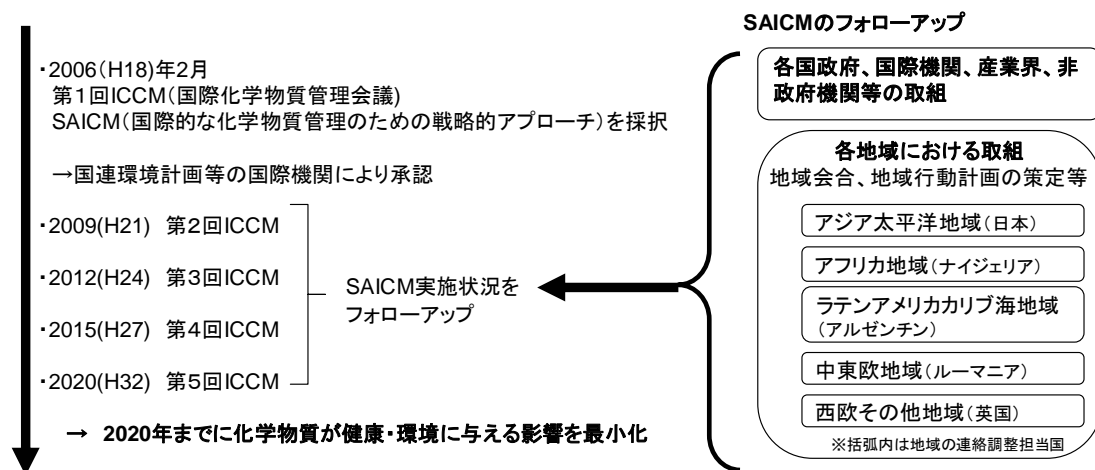 ・2006(H18)年2月
第1回ICCM(国際化学物質管理会議)
SAICM(国際的な化学物質管理のための戦略的アプローチ)を採択
→国連環境計画等の国際機関により承認
・2009(H21) 第2回ICCM
・2012(H24) 第3回ICCM
・2015(H27) 第4回ICCM
・2020(H32) 第5回ICCM
→ 2020年までに化学物質が健康・環境に与える影響を最小化
SAICM実施状況を
フォローアップ
SAICMのフォローアップ
各国政府、国際機関、産業界、非
政府機関等の取組
各地域における取組
地域会合、地域行動計画の策定等
アジア太平洋地域(日本)
アフリカ地域(ナイジェリア)
ラテンアメリカカリブ海地域
(アルゼンチン)
中東欧地域(ルーマニア)
西欧その他地域(英国)
※括弧内は地域の連絡調整担当国